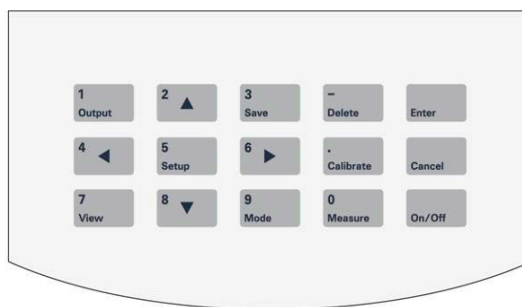 1 2 ▲ 3 –
Output Save Delete Enter
4 ◀ 5 6 ▶ .
Setup Calibrate Cancel
7 8 ▼ 9 0
View Mode Measure On/Off